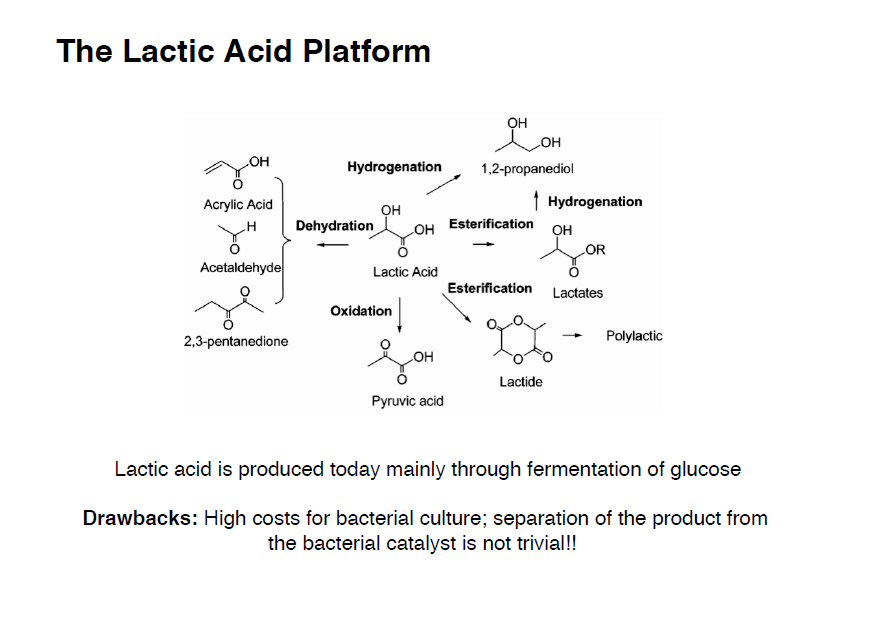 The Lactic Acid Platform
OH
OH
1,2-propanediol
Hydrogenation
OH
O
Acrylic Acid
Hydrogenation
H
O
Acetaldehyde
Dehydration
OH
OH
O
Lactic Acid
Esterification
OH
OR
O
Lactates
Esterification
O
O
2,3-pentanedione
Oxidation
O
OH
O
Pyruvic acid
O
O
O
O
Lactide
Polylactic
Lactic acid is produced today mainly through fermentation of glucose
Drawbacks: High costs for bacterial culture; separation of the product from
the bacterial catalyst is not trivial!!